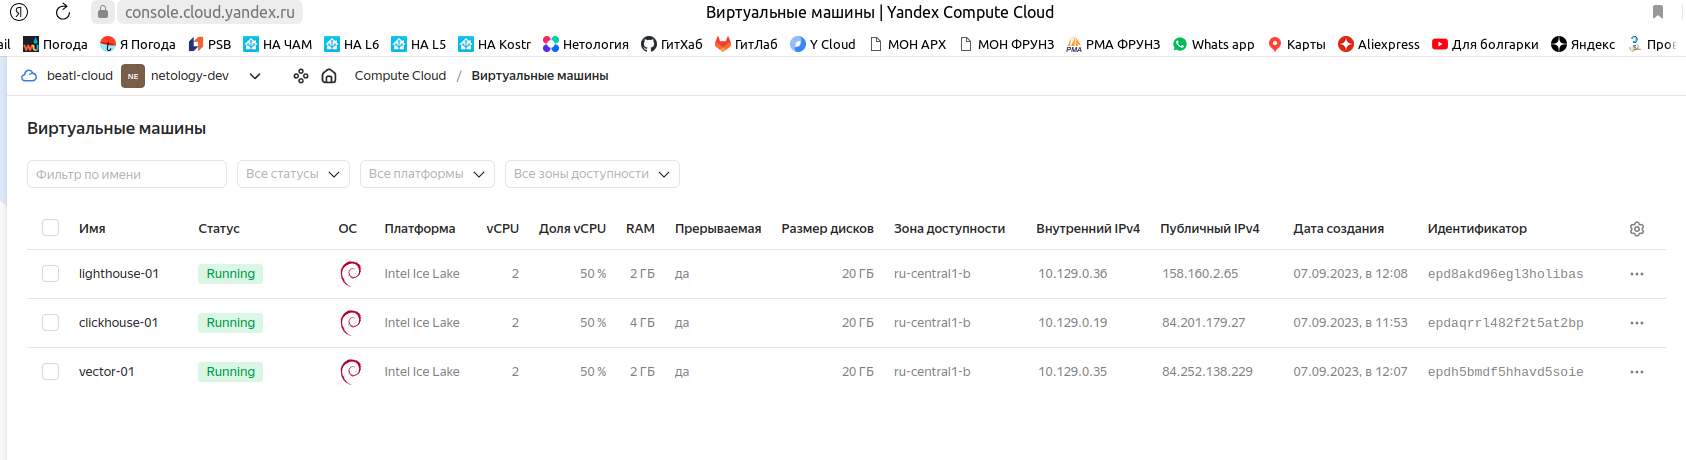 console.cloud.yandex.ru Виртуальные машины | Yandex Compute Cloud
ail Погода Я Погода PSB НА ЧАМ НА L6 НА L5 НА Kostr Нетология ГитХаб ГитЛаб Y Cloud МОН АРХ МОН ФРУНЗ РМА ФРУНЗ Whats app Карты Aliexpress Для болгарки Яндекс Прое
beatl-cloud NE netology-dev Compute Cloud / Виртуальные машины
Виртуальные машины
Фильтр по имени Все статусы Все платформы Все зоны доступности
Имя Статус ОС Платформа vCPU Доля vCPU RAM Прерываемая Размер дисков Зона доступности Внутренний IPv4 Публичный IPv4 Дата создания Идентификатор
lighthouse-01 Running Intel Ice Lake 2 50 % 2 ГБ да 20 ГБ ru-central1-b 10.129.0.36 158.160.2.65 07.09.2023, в 12:08 epd8akd96egl3holibas
clickhouse-01 Running Intel Ice Lake 2 50 % 4 ГБ да 20 ГБ ru-central1-b 10.129.0.19 84.201.179.27 07.09.2023, в 11:53 epdaqrrl482f2t5at2bp
vector-01 Running Intel Ice Lake 2 50 % 2 ГБ да 20 ГБ ru-central1-b 10.129.0.35 84.252.138.229 07.09.2023, в 12:07 epdh5bmdf5hhavd5soie